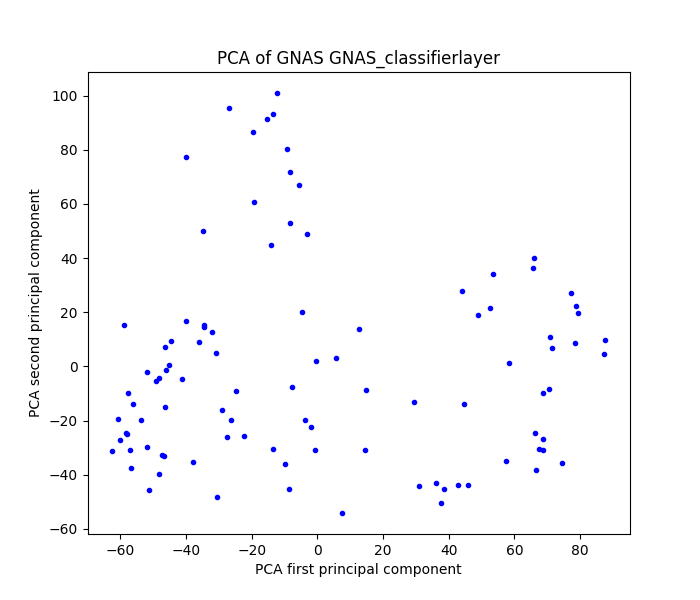 PCA of GNAS GNAS_classifierlayer
100
80
60
40
20
0
−20
−40
−60
PCA second principal component
−60 −40 −20 0 20 40 60 80
PCA first principal component